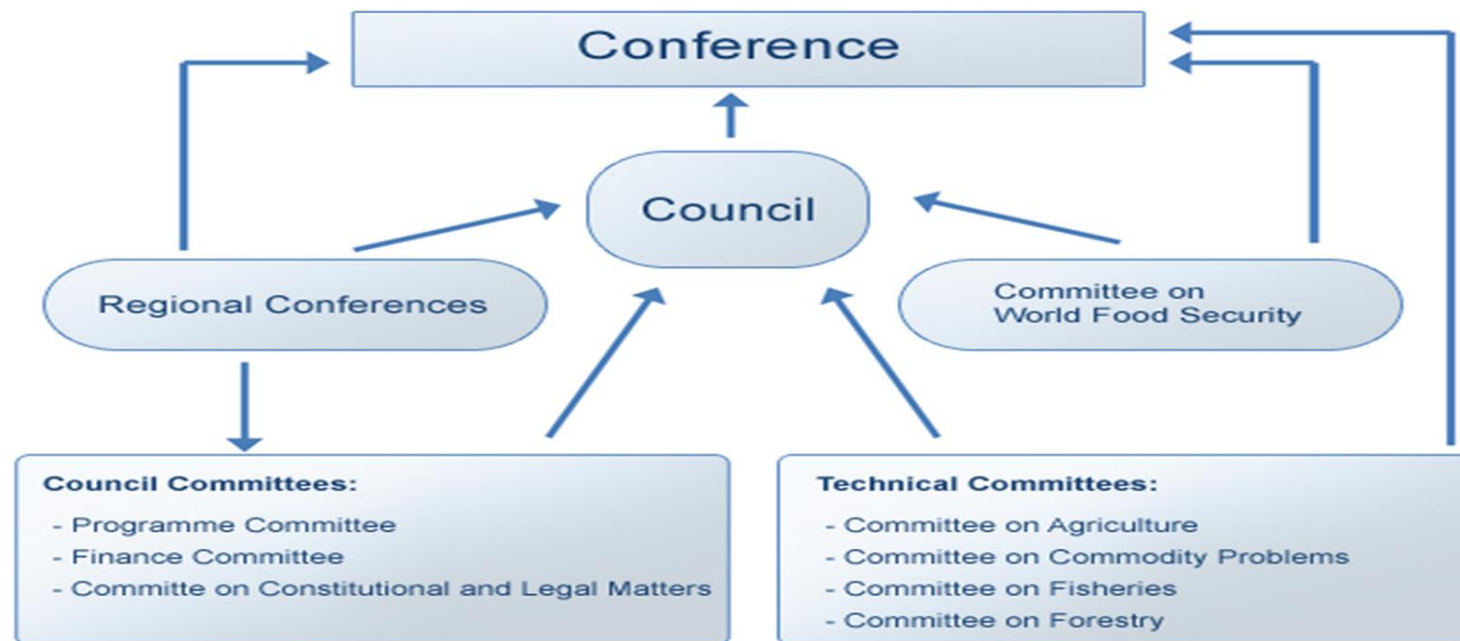 Conference
Council
Regional Conferences
Committee on
World Food Security
Council Committees:
- Programme Committee
- Finance Committee
- Committe on Constitutional and Legal Matters
Technical Committees:
- Committee on Agriculture
- Committee on Commodity Problems
- Committee on Fisheries
- Committee on Forestry